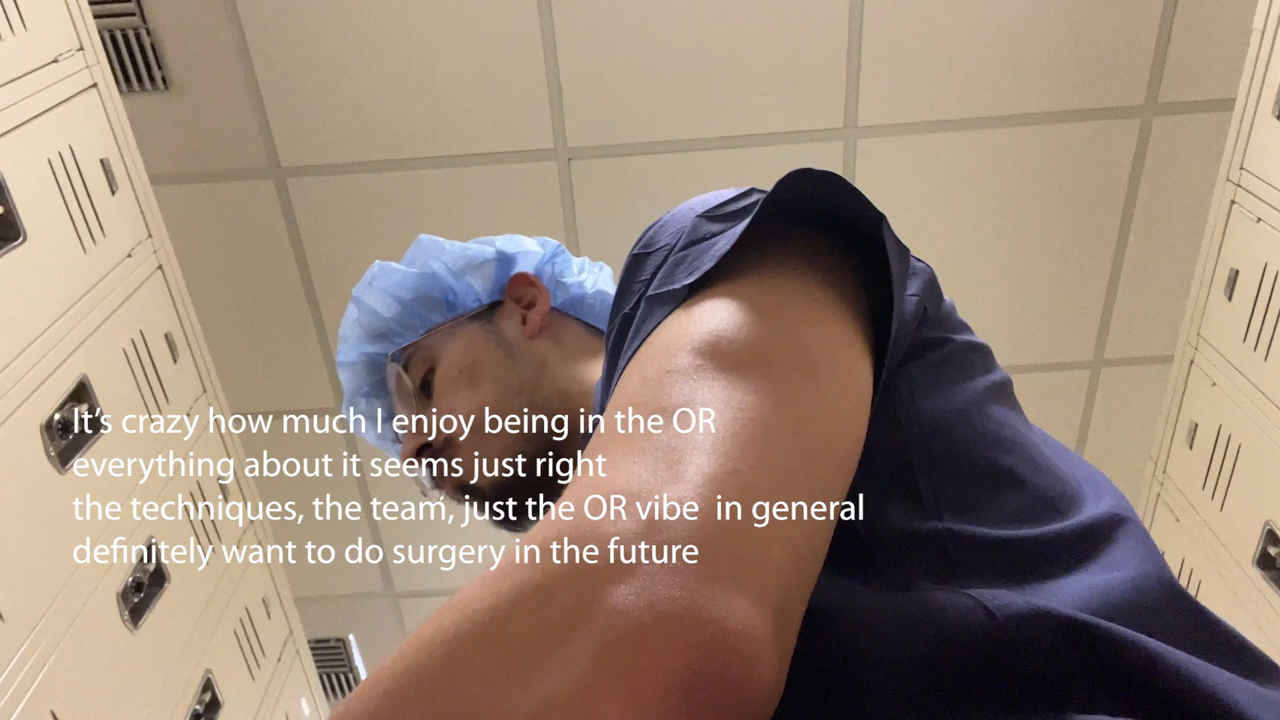 It's crazy how much I enjoy being in the OR
everything about it seems just right
the techniques, the team, just the OR vibe  in general
definitely want to do surgery in the future